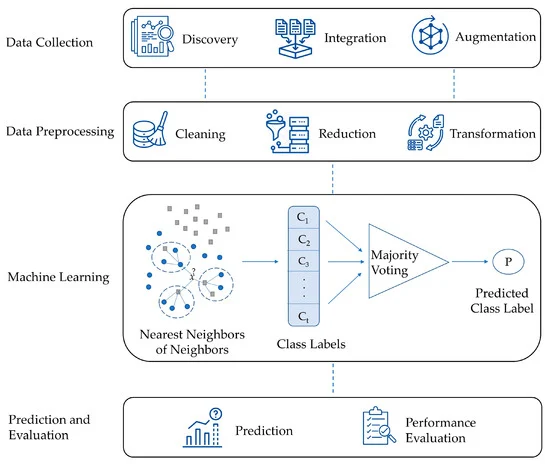 Data Collection
Discovery
Integration
Augmentation
Data Preprocessing
Cleaning
Reduction
Transformation
Machine Learning
?
x
Nearest Neighbors
of Neighbors
C1
C2
C3
.
.
.
Ct
Class Labels
Majority
Voting
P
Predicted
Class Label
Prediction and
Evaluation
?
Prediction
Performance
Evaluation